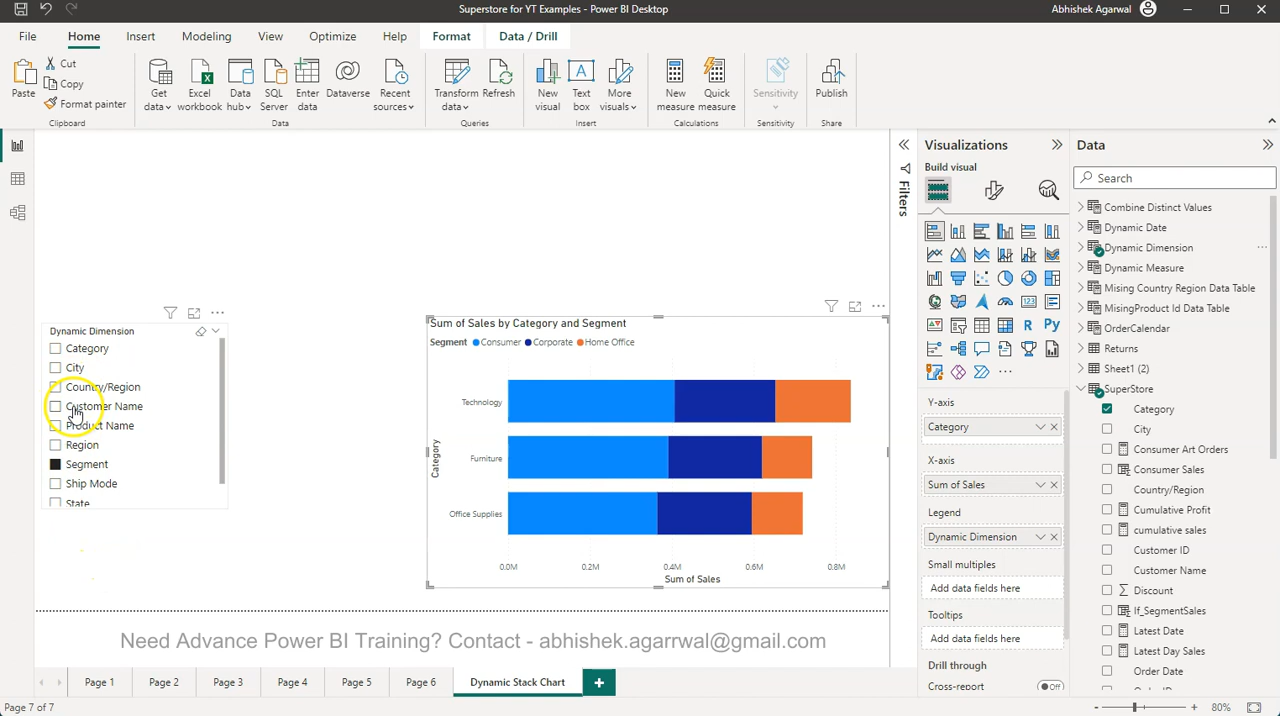 Superstore for YT Examples - Power BI Desktop
Abhishek Agarwal
File Home Insert Modeling View Optimize Help Format Data / Drill
Paste
Cut
Copy
Format painter
Clipboard
Get data
Excel workbook
Data hub
SQL Server
Enter data
Dataverse
Recent sources
Data
Transform data
Refresh
Queries
New visual
Text box
More visuals
Insert
New measure
Quick measure
Calculations
Sensitivity
Sensitivity
Publish
Share
Dynamic Dimension
Category
City
Country/Region
Customer Name
Product Name
Region
Segment
Ship Mode
State
Sum of Sales by Category and Segment
Segment Consumer Corporate Home Office
Category
Technology
Furniture
Office Supplies
0.0M 0.2M 0.4M 0.6M 0.8M
Sum of Sales
Need Advance Power BI Training? Contact - abhishek.agarrwal@gmail.com
Filters
Visualizations
Build visual
R Py
123
Y-axis
Category
X-axis
Sum of Sales
Legend
Dynamic Dimension
Small multiples
Add data fields here
Tooltips
Add data fields here
Drill through
Cross-report
Off
Data
Search
Combine Distinct Values
Dynamic Date
Dynamic Dimension
Dynamic Measure
Mising Country Region Data Table
MisingProduct Id Data Table
OrderCalendar
Returns
Sheet1 (2)
SuperStore
Category
City
Consumer Art Orders
Consumer Sales
Country/Region
Cumulative Profit
cumulative sales
Customer ID
Customer Name
Discount
If_SegmentSales
Latest Date
Latest Day Sales
Order Date
Page 1 Page 2 Page 3 Page 4 Page 5 Page 6 Dynamic Stack Chart
Page 7 of 7
80%